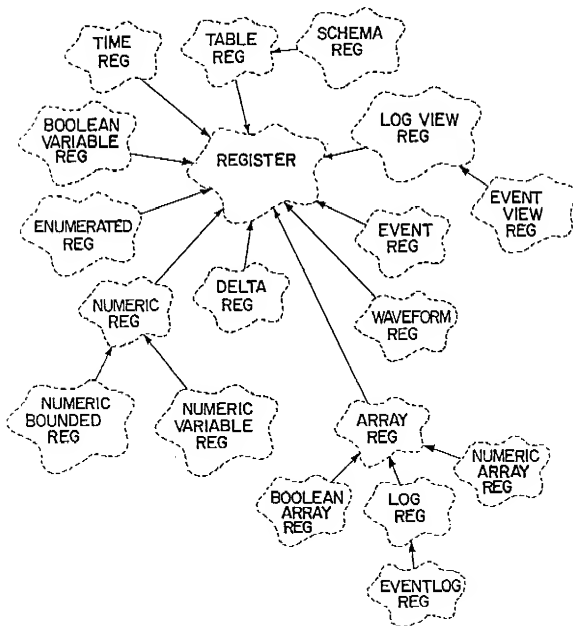 TIME
REG
TABLE
REG
SCHEMA
REG
BOOLEAN
VARIABLE
REG
REGISTER
LOG VIEW
REG
EVENT
VIEW
REG
ENUMERATED
REG
EVENT
REG
NUMERIC
REG
DELTA
REG
WAVEFORM
REG
NUMERIC
BOUNDED
REG
NUMERIC
VARIABLE
REG
ARRAY
REG
NUMERIC
ARRAY
REG
BOOLEAN
ARRAY
REG
LOG
REG
EVENTLOG
REG